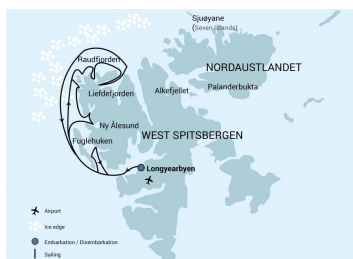 Sjuøyane
(Seven Islands)
Raudfjorden
NORDAUSTLANDET
Liefdefjorden
Alkefjellet
Palanderbukta
Ny Ålesund
WEST SPITSBERGEN
Fuglehuken
Longyearbyen
Airport
Ice edge
Embarkation / Disembarkation
Sailing